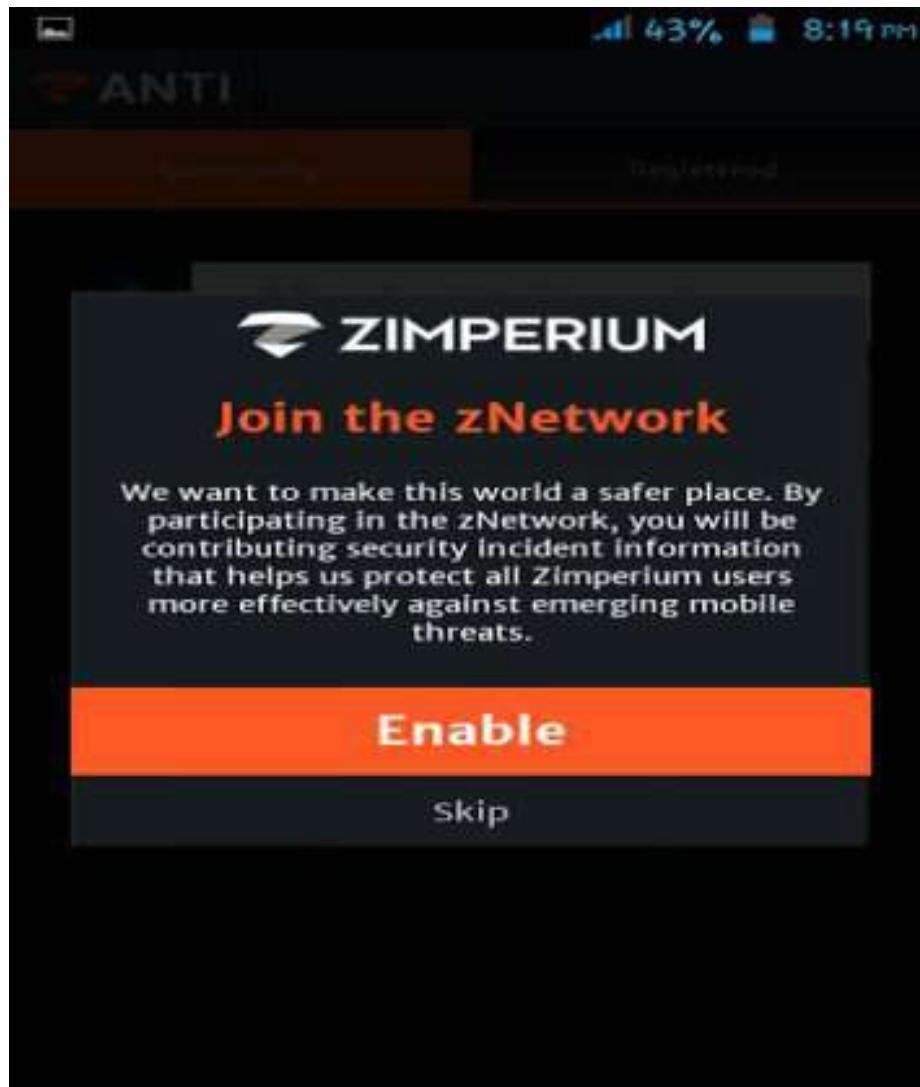 43% 8:19 PM
ANTI
Registered
ZIMPERIUM
Join the zNetwork
We want to make this world a safer place. By
participating in the zNetwork, you will be
contributing security incident information
that helps us protect all Zimperium users
more effectively against emerging mobile
threats.
Enable
Skip